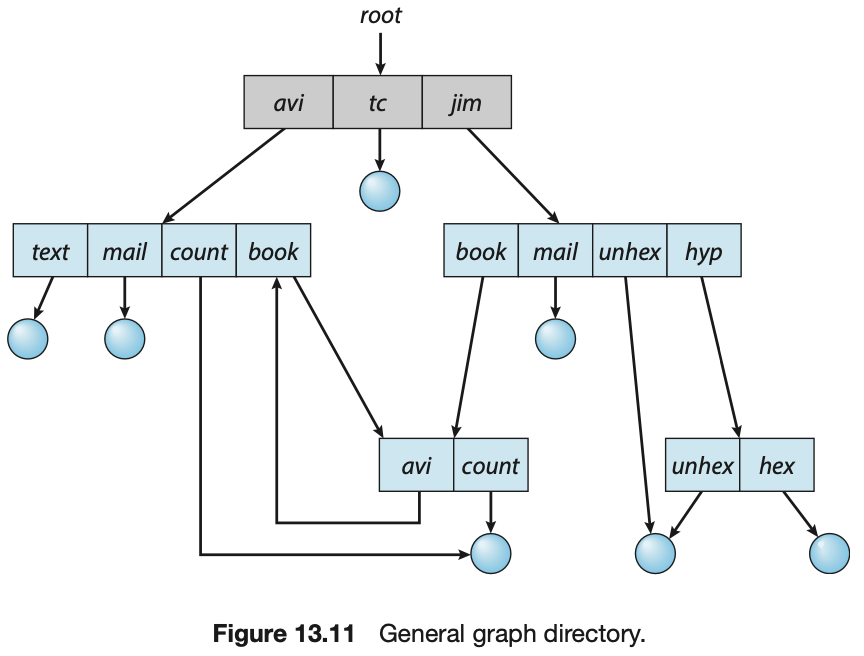 root
avi tc jim
text mail count book
book mail unhex hyp
avi count
unhex hex
Figure 13.11 General graph directory.